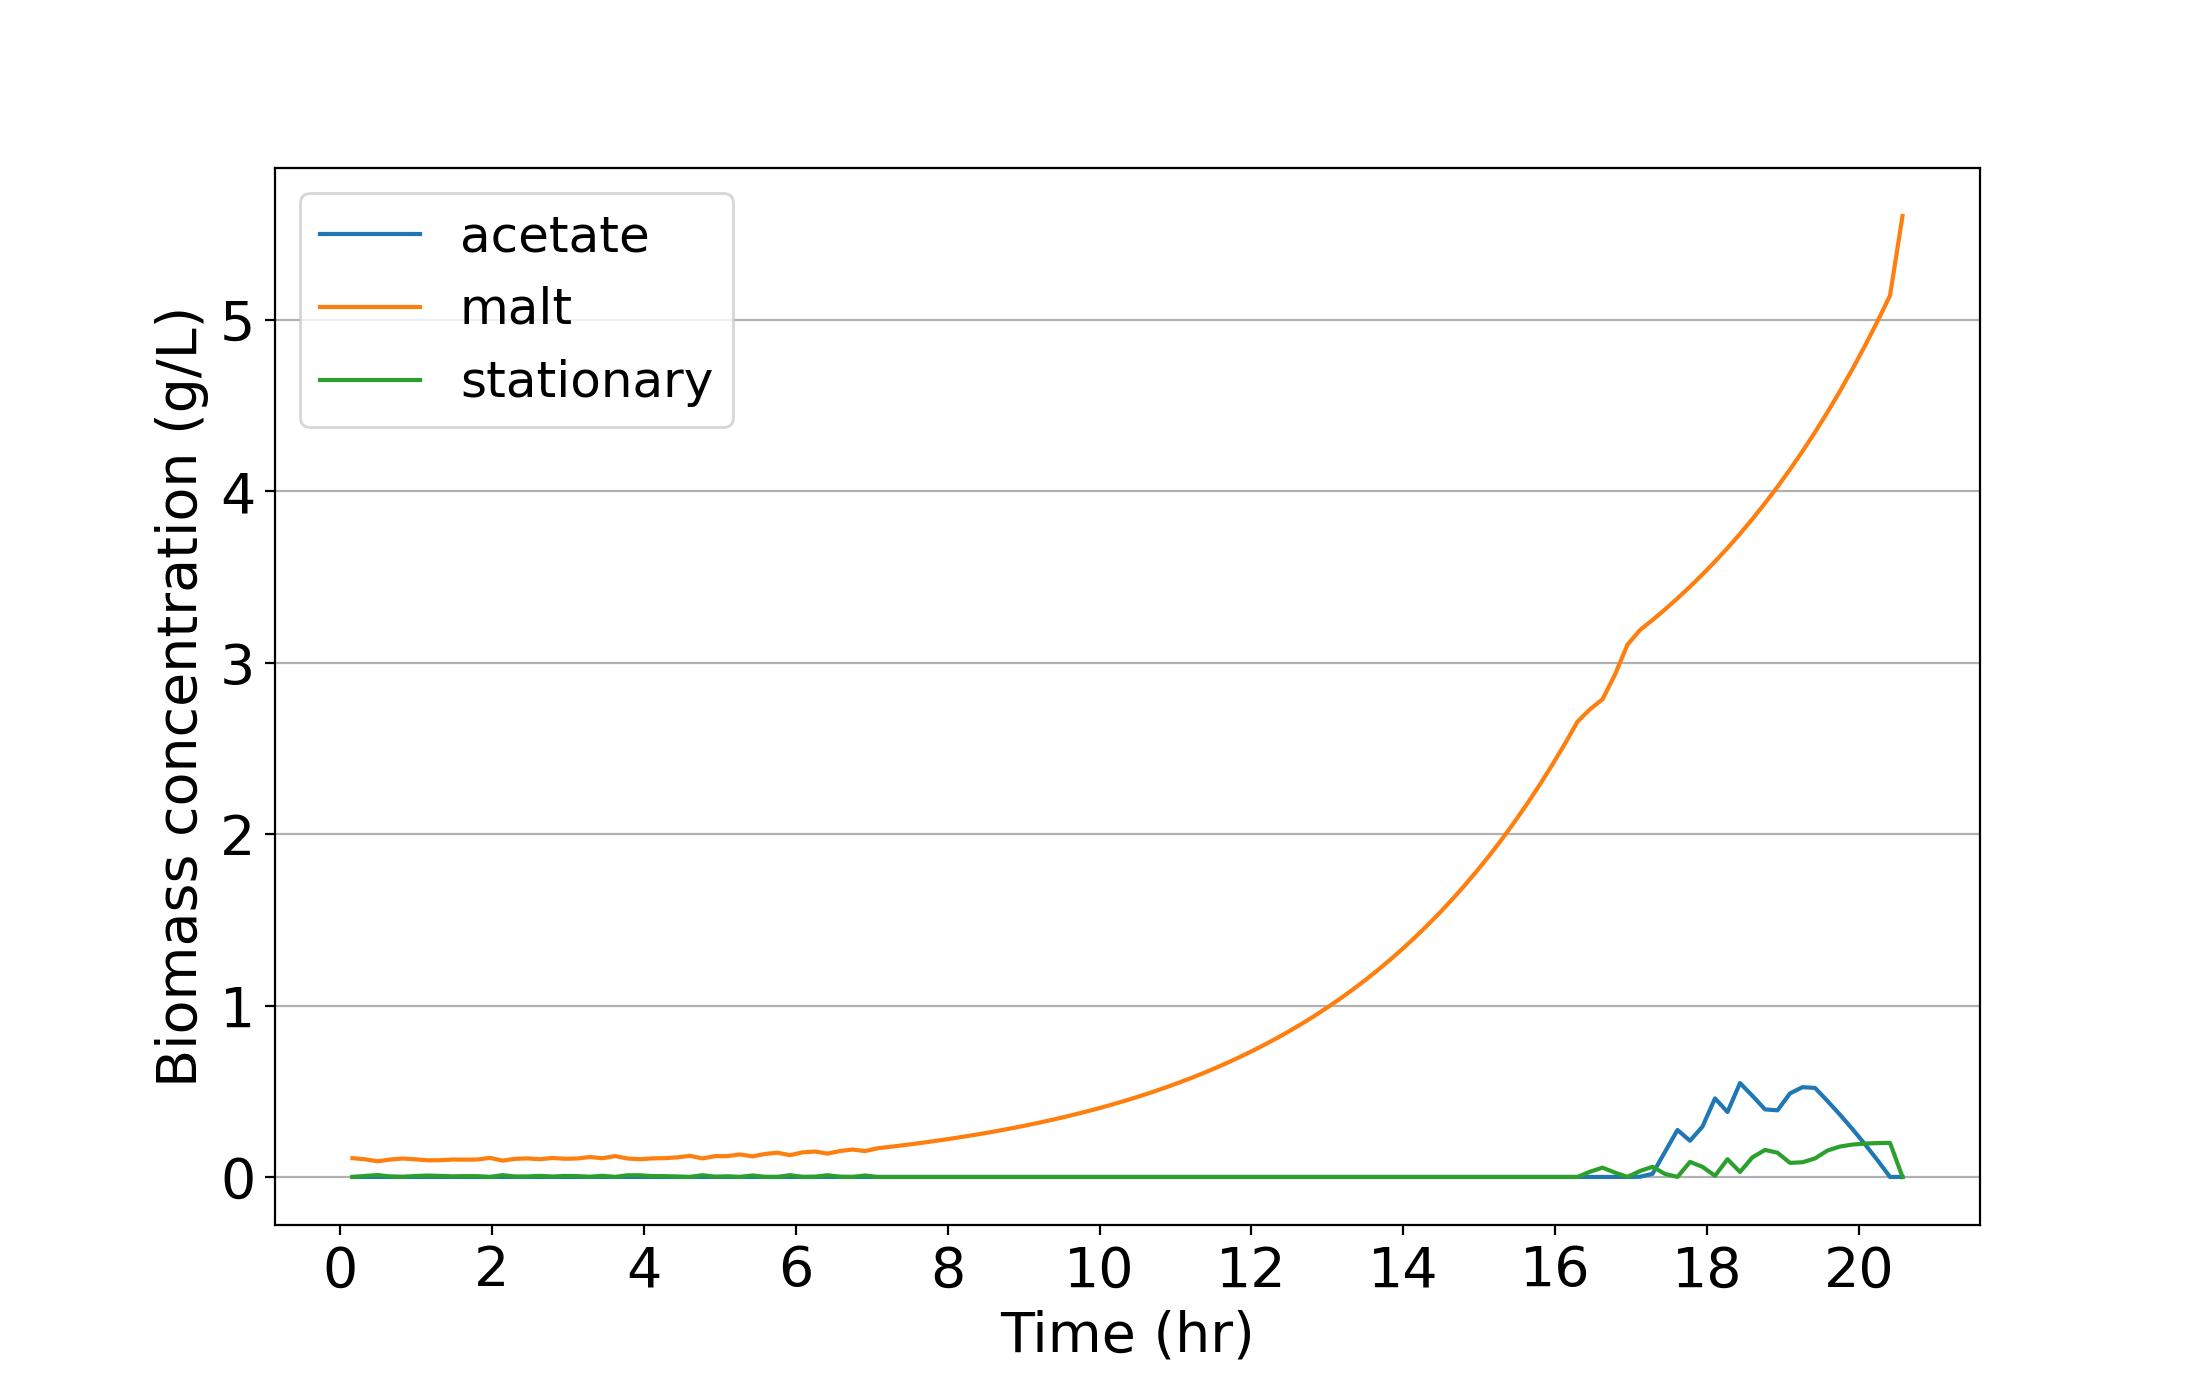 acetate
malt
stationary
Biomass concentration (g/L)
5
4
3
2
1
0
0 2 4 6 8 10 12 14 16 18 20
Time (hr)